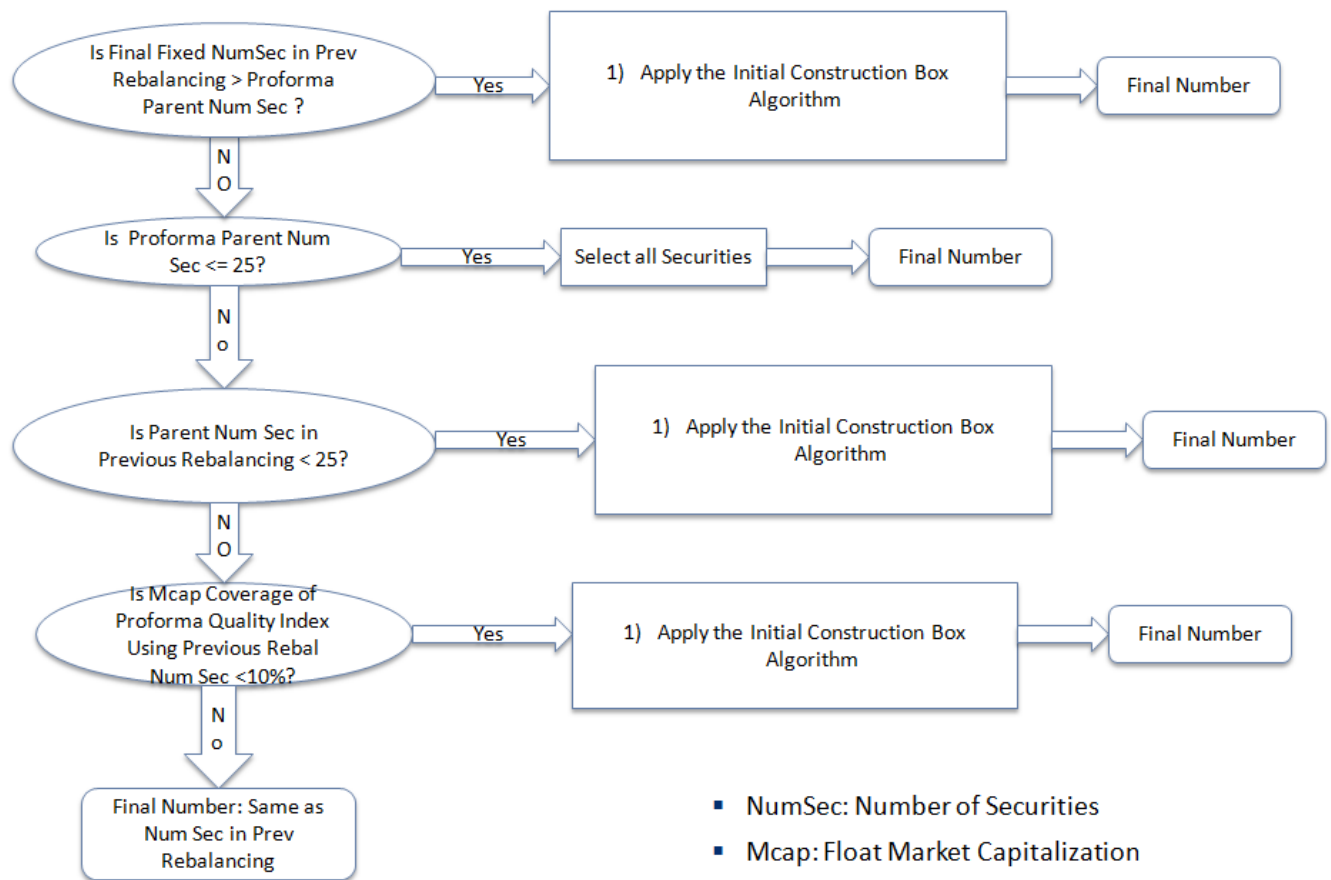 Is Final Fixed NumSec in Prev
Rebalancing > Proforma
Parent Num Sec ?
Yes
1) Apply the Initial Construction Box
Algorithm
Final Number
N
O
Is Proforma Parent Num
Sec <= 25?
Yes
Select all Securities
Final Number
N
o
Is Parent Num Sec in
Previous Rebalancing < 25?
Yes
1) Apply the Initial Construction Box
Algorithm
Final Number
N
O
Is Mcap Coverage of
Proforma Quality Index
Using Previous Rebal
Num Sec <10%?
Yes
1) Apply the Initial Construction Box
Algorithm
Final Number
N
o
Final Number: Same as
Num Sec in Prev
Rebalancing
▪ NumSec: Number of Securities
▪ Mcap: Float Market Capitalization